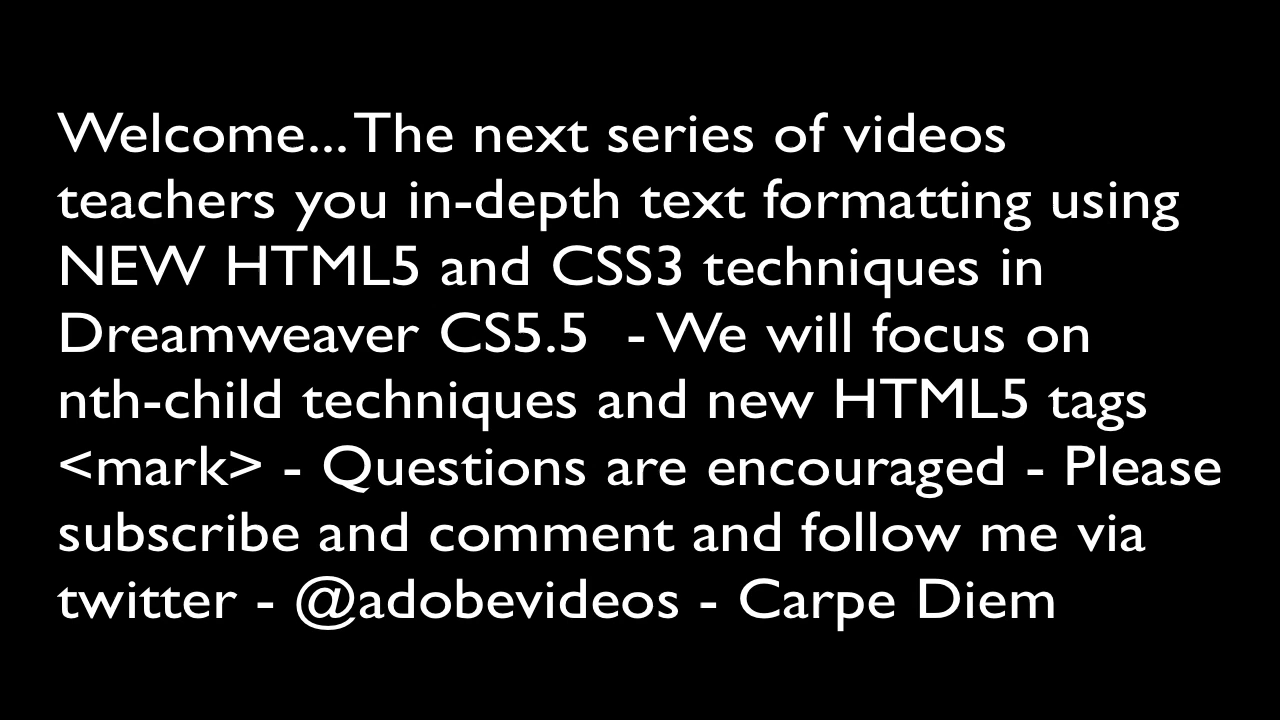 Welcome... The next series of videos
teachers you in-depth text formatting using
NEW HTML5 and CSS3 techniques in
Dreamweaver CS5.5  - We will focus on
nth-child techniques and new HTML5 tags
<mark> - Questions are encouraged - Please
subscribe and comment and follow me via
twitter - @adobevideos - Carpe Diem